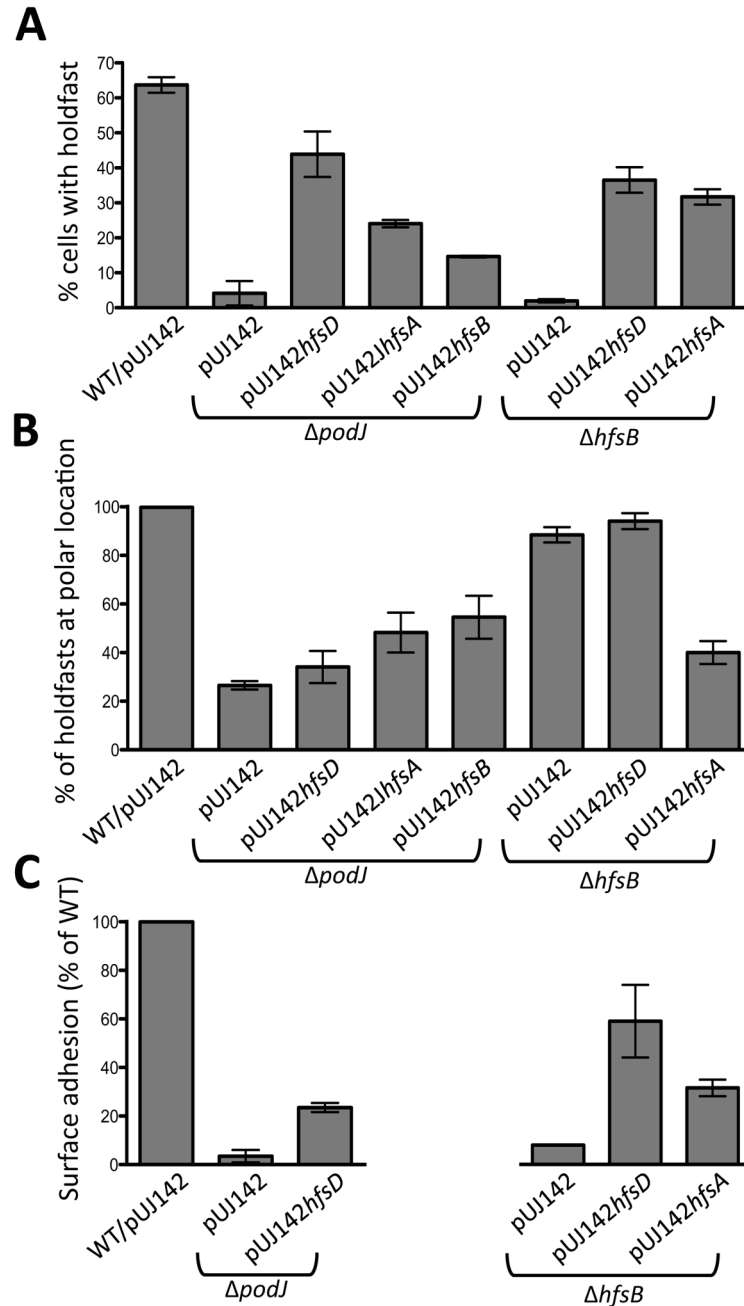 A
% cells with holdfast
70
60
50
40
30
20
10
0
WT/pUJ142
pUJ142
pUJ142hfsD
pU142JhfsA
pUJ142hfsB
pUJ142
pUJ142hfsD
pUJ142hfsA
ΔpodJ
ΔhfsB
B
% of holdfasts at polar location
100
80
60
40
20
0
WT/pUJ142
pUJ142
pUJ142hfsD
pU142JhfsA
pUJ142hfsB
pUJ142
pUJ142hfsD
pUJ142hfsA
ΔpodJ
ΔhfsB
C
Surface adhesion (% of WT)
100
80
60
40
20
0
WT/pUJ142
pUJ142
pUJ142hfsD
pUJ142
pUJ142hfsD
pUJ142hfsA
ΔpodJ
ΔhfsB